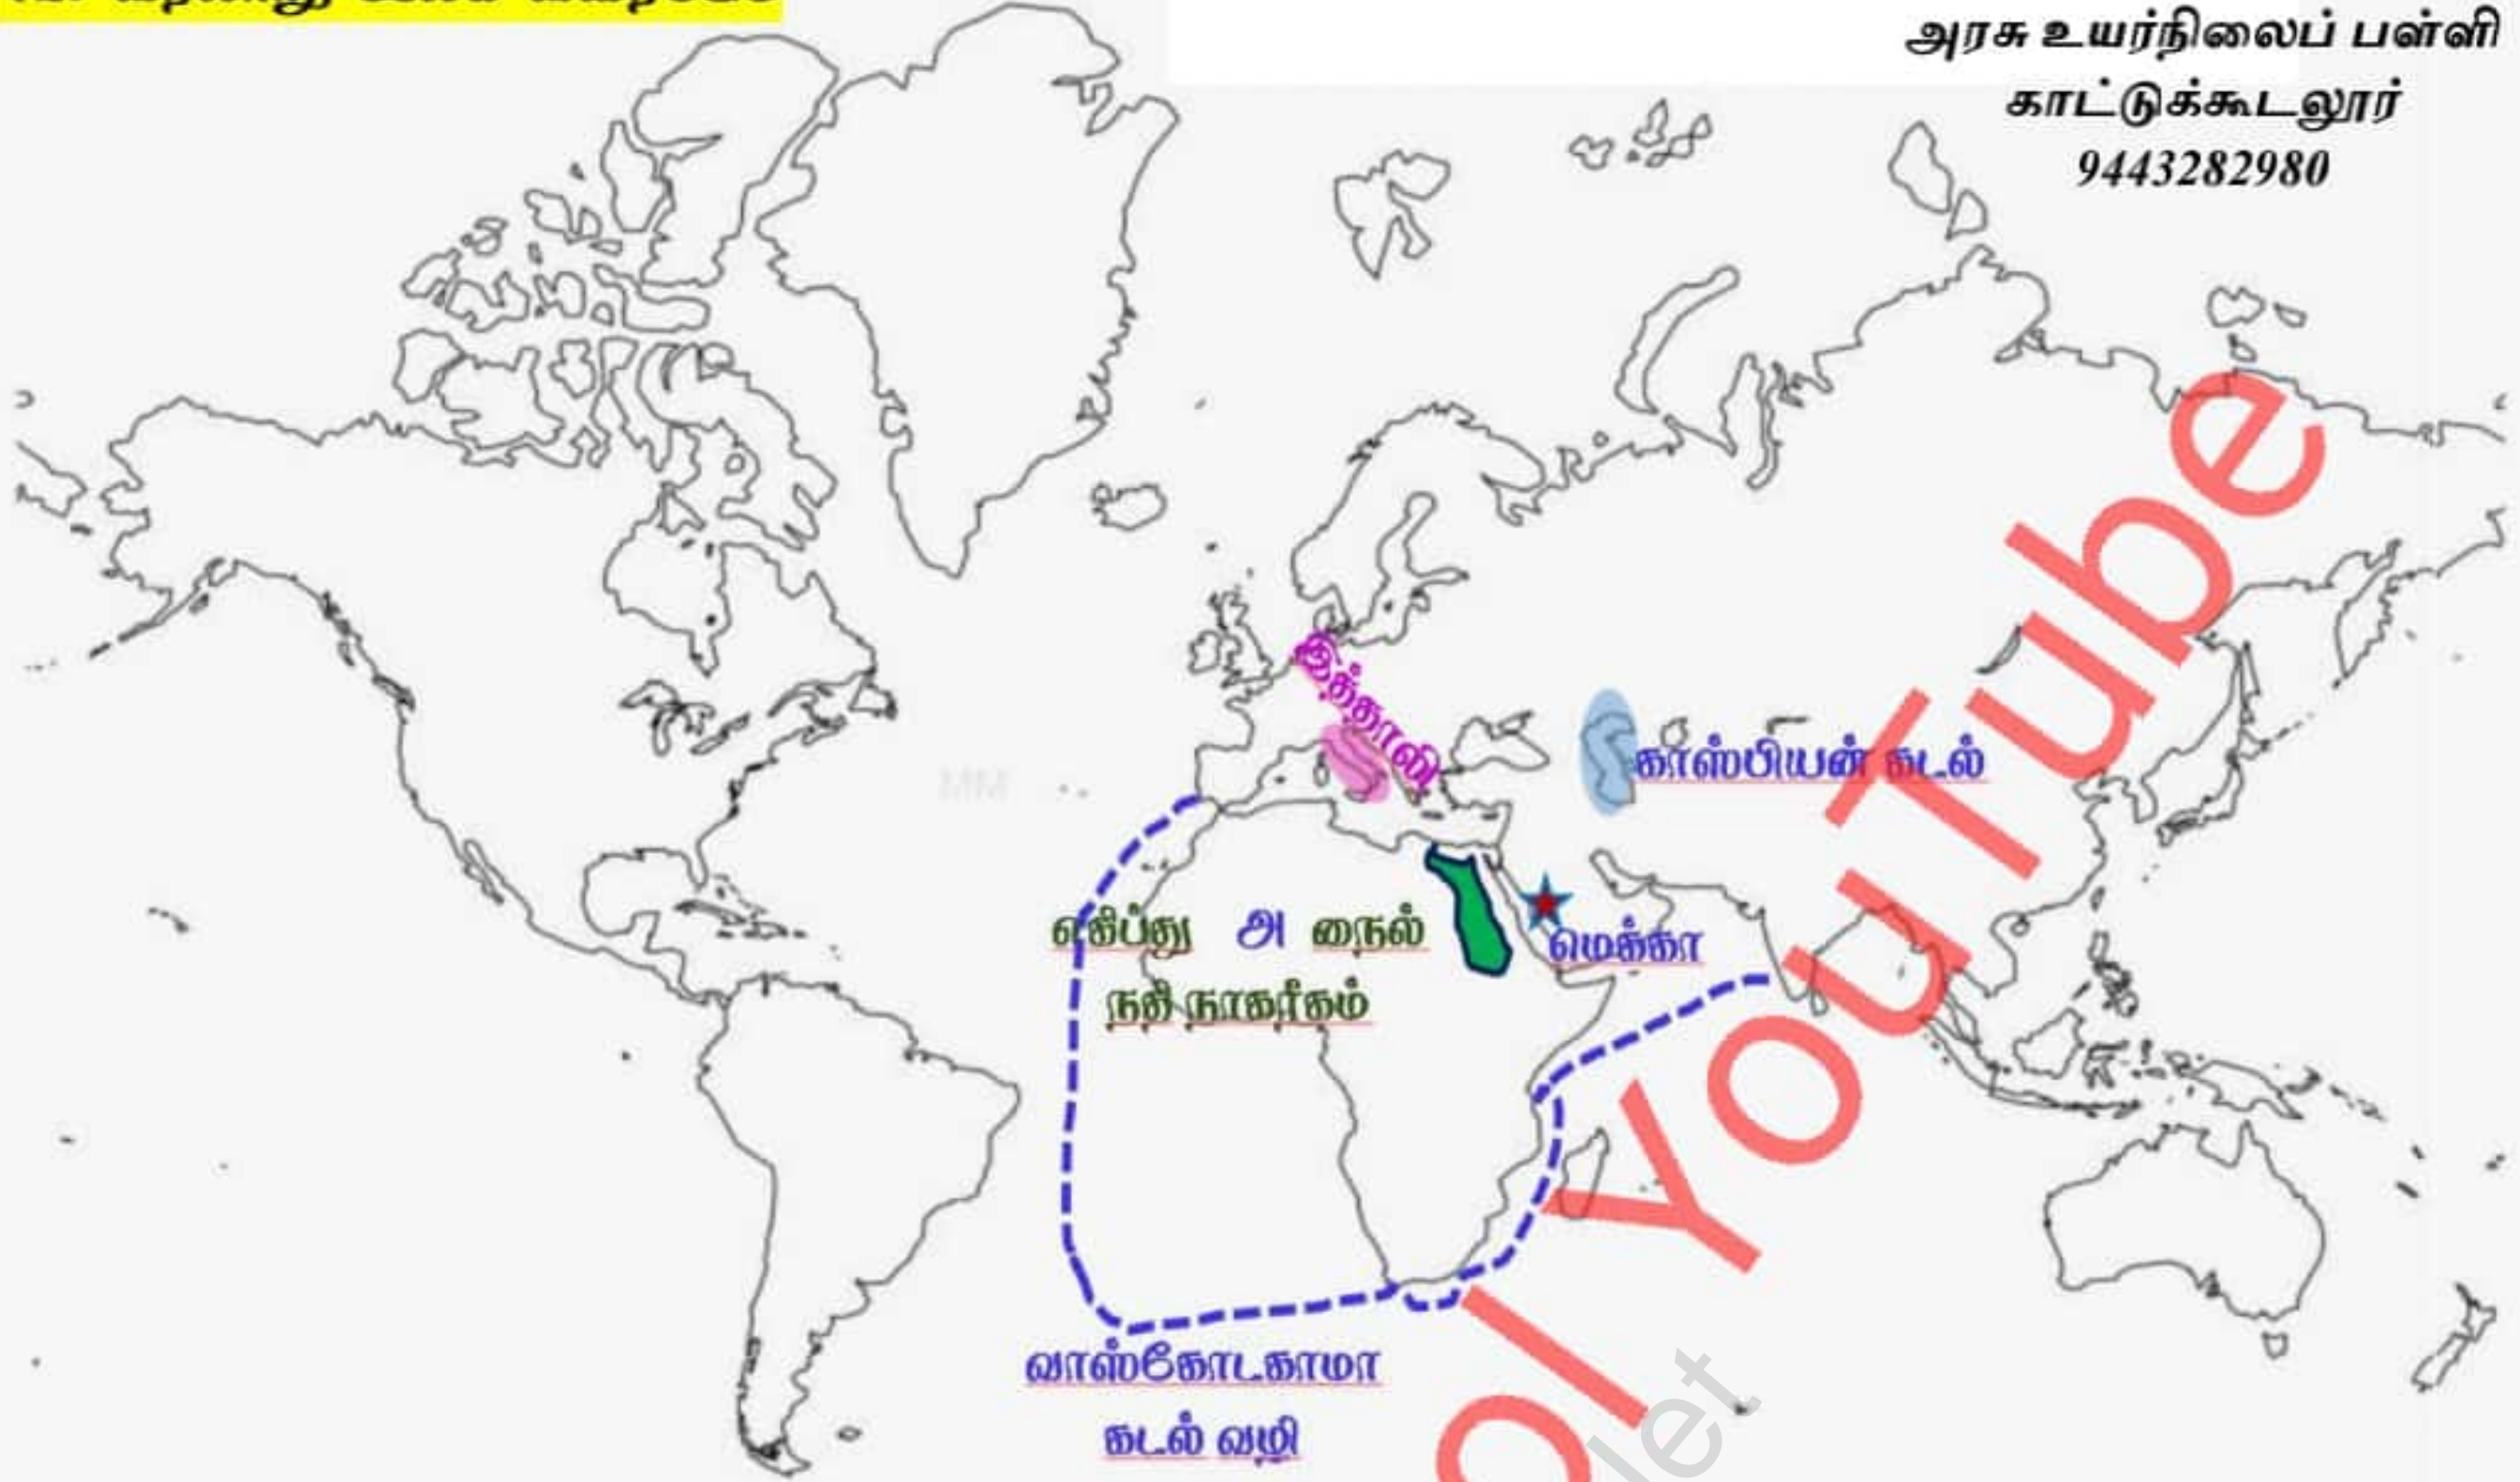 அரசு உயர்நிலைப் பள்ளி
காட்டுக்கூடலூர்
9443282980
இத்தாலி
காஸ்பியன் கடல்
எகிப்து அ நைல்
நதி நாகரீகம்
மெக்கா
வாஸ்கோடகாமா
கடல் வழி
YouTube